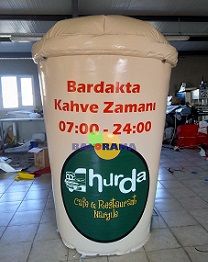 Bardakta
Kahve Zamanı
07:00 - 24:00
BALORAMA
hurda
Cafe & Restaurant
Nargile